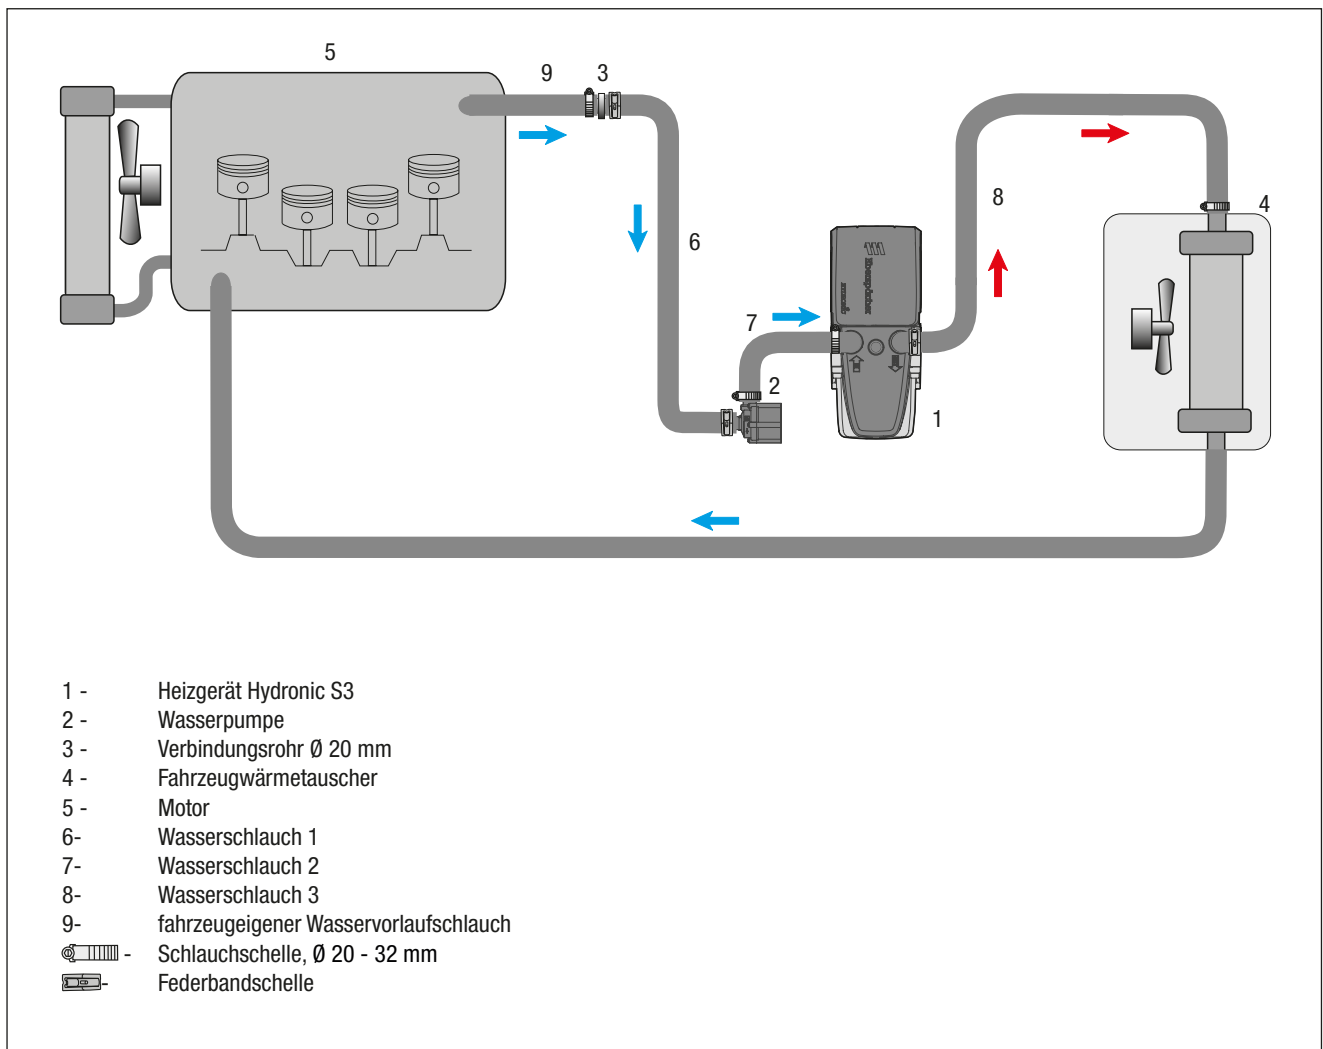 5
9
3
8
4
6
7
2
1
Eberspächer
1 - Heizgerät Hydronic S3
2 - Wasserpumpe
3 - Verbindungsrohr Ø 20 mm
4 - Fahrzeugwärmetauscher
5 - Motor
6- Wasserschlauch 1
7- Wasserschlauch 2
8- Wasserschlauch 3
9- fahrzeugeigener Wasservorlaufschlauch
- Schlauchschelle, Ø 20 - 32 mm
- Federbandschelle